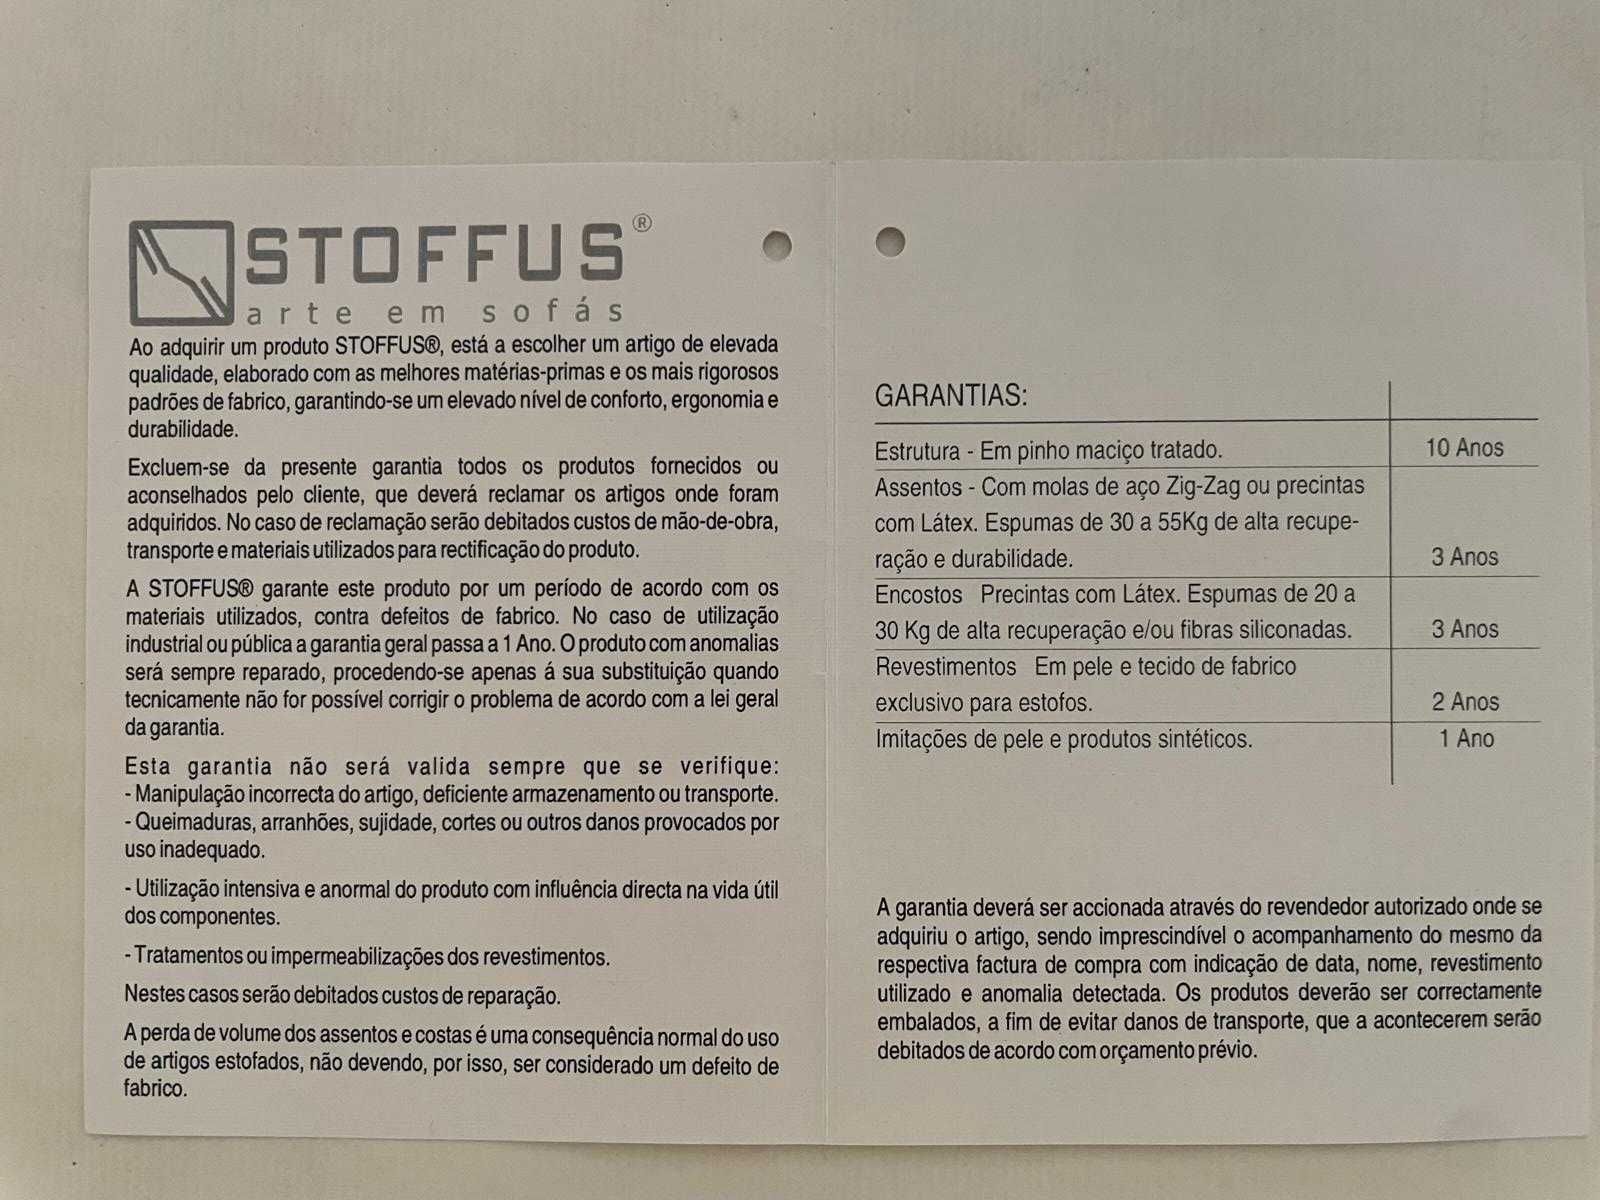 STOFFUS®
arte em sofás
Ao adquirir um produto STOFFUS®, está a escolher um artigo de elevada
qualidade, elaborado com as melhores matérias-primas e os mais rigorosos
padrões de fabrico, garantindo-se um elevado nível de conforto, ergonomia e
durabilidade.
Excluem-se da presente garantia todos os produtos fornecidos ou
aconselhados pelo cliente, que deverá reclamar os artigos onde foram
adquiridos. No caso de reclamação serão debitados custos de mão-de-obra,
transporte e materiais utilizados para rectificação do produto.
A STOFFUS® garante este produto por um período de acordo com os
materiais utilizados, contra defeitos de fabrico. No caso de utilização
industrial ou pública a garantia geral passa a 1 Ano. O produto com anomalias
será sempre reparado, procedendo-se apenas á sua substituição quando
tecnicamente não for possível corrigir o problema de acordo com a lei geral
da garantia.
Esta garantia não será valida sempre que se verifique:
- Manipulação incorrecta do artigo, deficiente armazenamento ou transporte.
- Queimaduras, arranhões, sujidade, cortes ou outros danos provocados por
uso inadequado.
- Utilização intensiva e anormal do produto com influência directa na vida útil
dos componentes.
- Tratamentos ou impermeabilizações dos revestimentos.
Nestes casos serão debitados custos de reparação.
A perda de volume dos assentos e costas é uma consequência normal do uso
de artigos estofados, não devendo, por isso, ser considerado um defeito de
fabrico.
GARANTIAS:
Estrutura - Em pinho maciço tratado. 10 Anos
Assentos - Com molas de aço Zig-Zag ou precintas
com Látex. Espumas de 30 a 55Kg de alta recupe-
ração e durabilidade. 3 Anos
Encostos Precintas com Látex. Espumas de 20 a
30 Kg de alta recuperação e/ou fibras siliconadas. 3 Anos
Revestimentos Em pele e tecido de fabrico
exclusivo para estofos. 2 Anos
Imitações de pele e produtos sintéticos. 1 Ano
A garantia deverá ser accionada através do revendedor autorizado onde se
adquiriu o artigo, sendo imprescindível o acompanhamento do mesmo da
respectiva factura de compra com indicação de data, nome, revestimento
utilizado e anomalia detectada. Os produtos deverão ser correctamente
embalados, a fim de evitar danos de transporte, que a acontecerem serão
debitados de acordo com orçamento prévio.